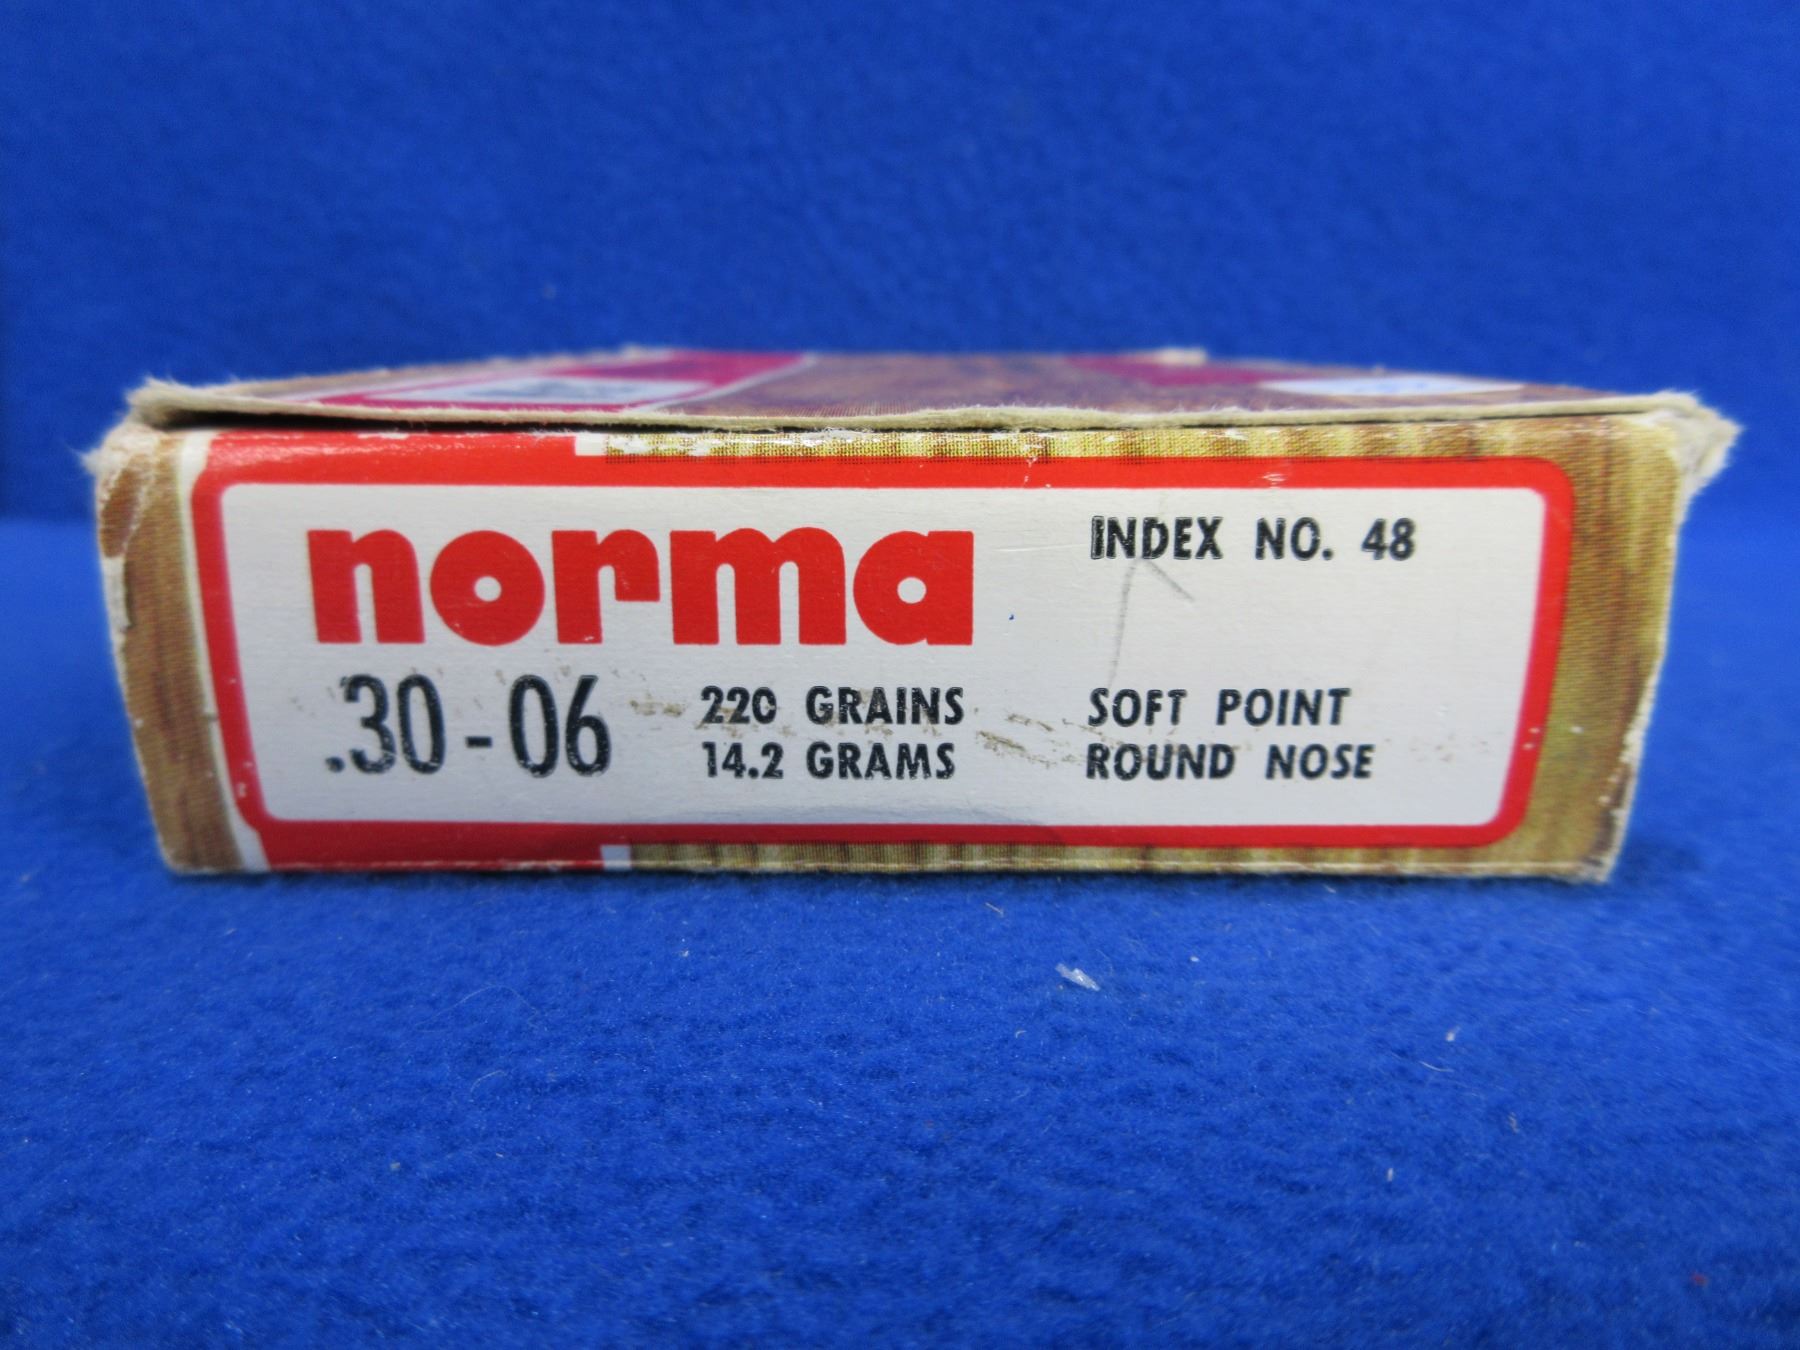 norma
INDEX NO. 48
.30-06
220 GRAINS
14.2 GRAMS
SOFT POINT
ROUND NOSE